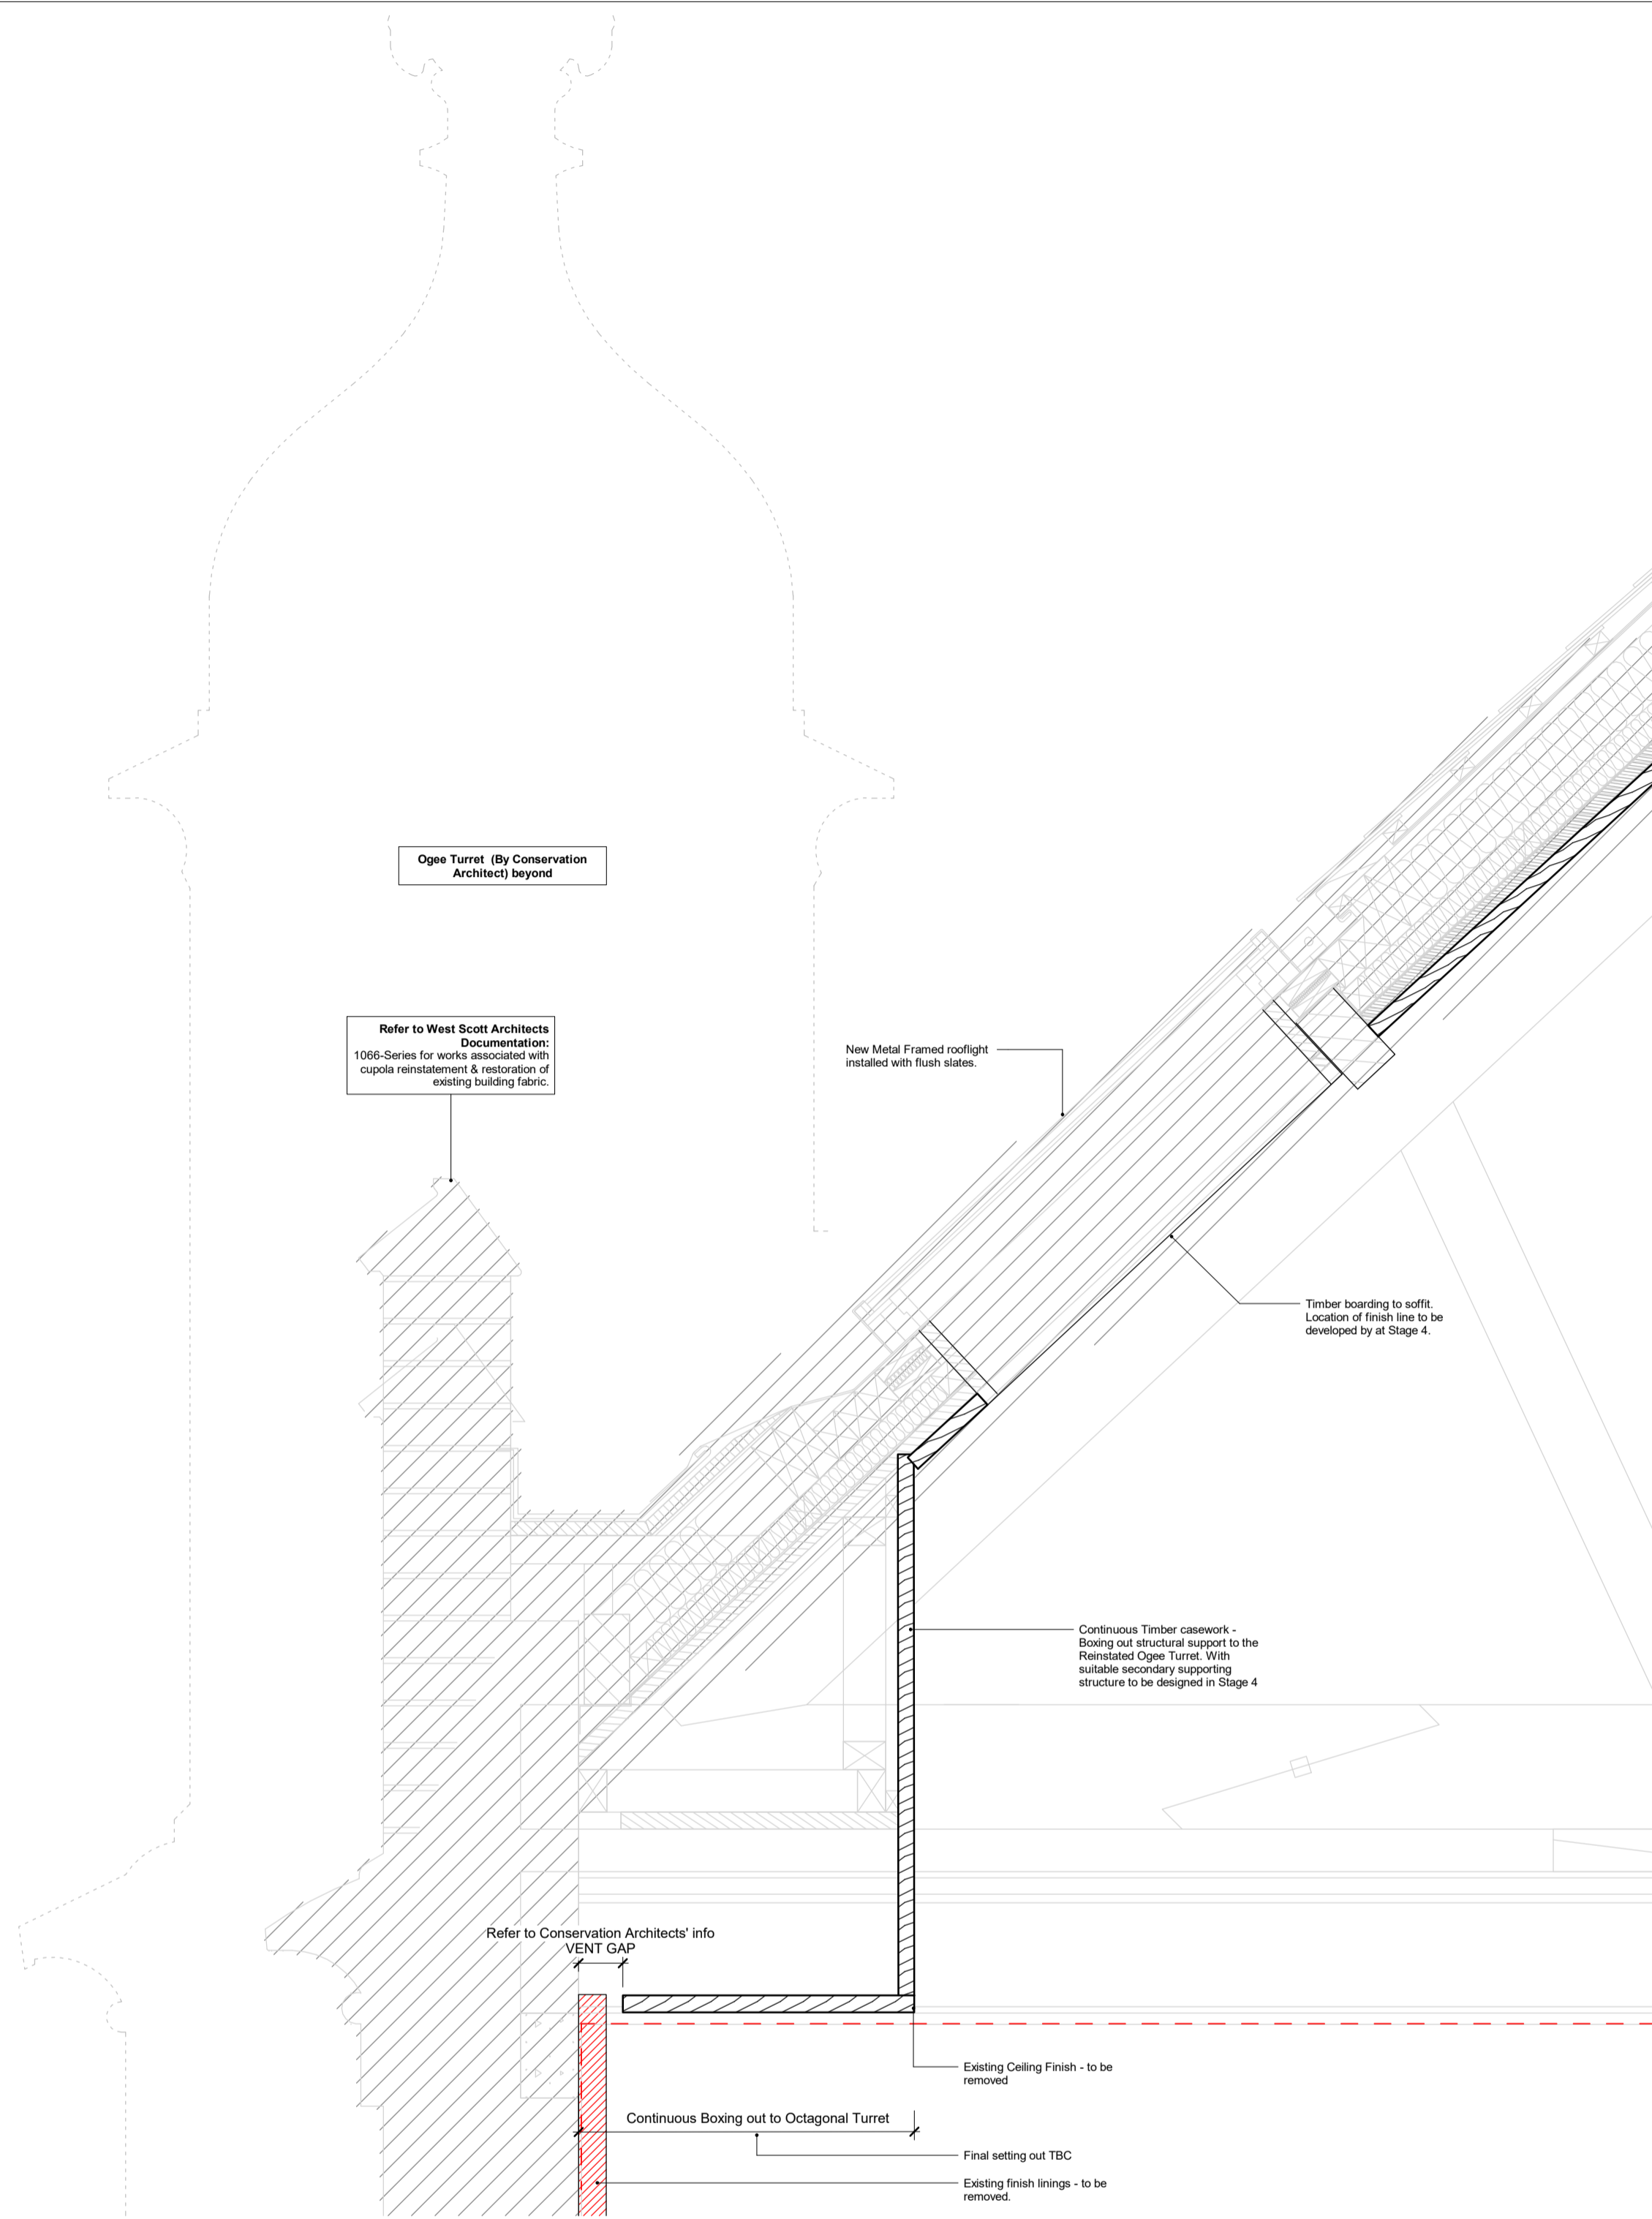 Ogee Turret (By Conservation
Architect) beyond
Refer to West Scott Architects
Documentation:
1066-Series for works associated with
cupola reinstatement & restoration of
existing building fabric.
New Metal Framed rooflight
installed with flush slates.
Timber boarding to soffit.
Location of finish line to be
developed by at Stage 4.
Continuous Timber casework -
Boxing out structural support to the
Reinstated Ogee Turret. With
suitable secondary supporting
structure to be designed in Stage 4
Refer to Conservation Architects' info
VENT GAP
Existing Ceiling Finish - to be
removed
Continuous Boxing out to Octagonal Turret
Final setting out TBC
Existing finish linings - to be
removed.